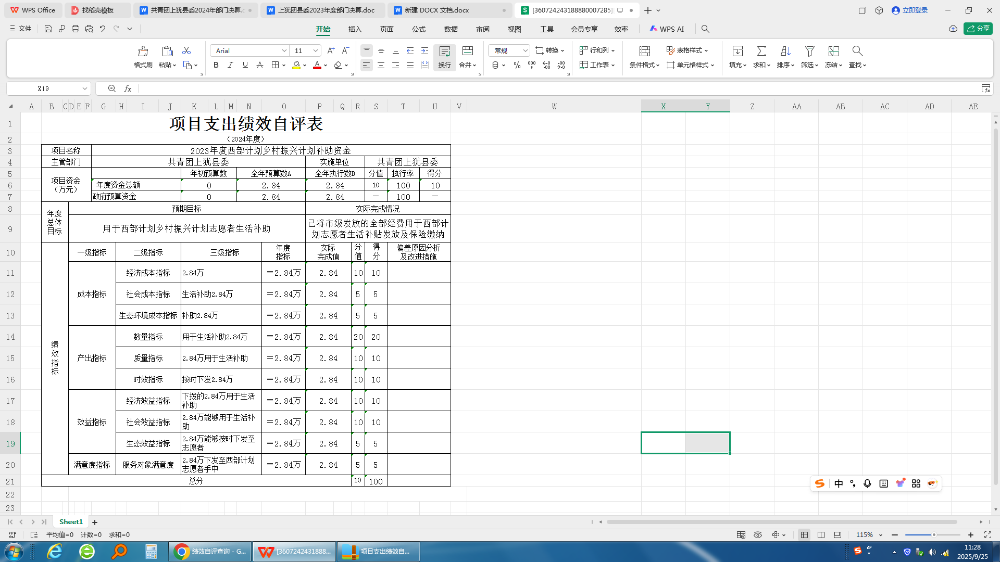 WPS Office
找稻壳模板
共青团上犹县委2024年部门决算.
上犹团县委2023年度部门决算.doc
新建 DOCX 文档.docx
[360724243188880007285]
立即登录
文件
开始 插入 页面 公式 数据 审阅 视图 工具 会员专享 效率 WPS AI
分享
Arial 11 常规 转换 行和列 表格样式
格式刷 粘贴 换行 合并 工作表 条件格式 单元格样式 填充 求和 排序 筛选 冻结 查找
X19 fx
A B C D E F G H I J K L M N O P Q R S T U V W X Y Z AA AB AC AD AE
1 项目支出绩效自评表
2 （2024年度）
3 项目名称 2023年度西部计划乡村振兴计划补助资金
4 主管部门 共青团上犹县委 实施单位 共青团上犹县委
5 项目资金（万元） 年初预算数 全年预算数A 全年执行数B 分值 执行率 得分
6 年度资金总额 0 2.84 2.84 10 100 10
7 政府预算资金 0 2.84 2.84 — 100 —
8 年度总体目标 预期目标 实际完成情况
9 用于西部计划乡村振兴计划志愿者生活补助 已将市级发放的全部经费用于西部计划志愿者生活补贴发放及保险缴纳
10 绩效指标 一级指标 二级指标 三级指标 年度指标 实际完成值 分值 得分 偏差原因分析及改进措施
11 成本指标 经济成本指标 2.84万 ＝2.84万 2.84 10 10
12 社会成本指标 生活补助2.84万 ＝2.84万 2.84 5 5
13 生态环境成本指标 补助2.84万 ＝2.84万 2.84 5 5
14 产出指标 数量指标 用于生活补助2.84万 ＝2.84万 2.84 20 20
15 质量指标 2.84万用于生活补助 ＝2.84万 2.84 10 10
16 时效指标 按时下发2.84万 ＝2.84万 2.84 10 10
17 效益指标 经济效益指标 下拨的2.84万用于生活补助 ＝2.84万 2.84 10 10
18 社会效益指标 2.84万能够用于生活补助 ＝2.84万 2.84 10 10
19 生态效益指标 2.84万能够按时下发至志愿者 ＝2.84万 2.84 5 5
20 满意度指标 服务对象满意度 2.84万下发至西部计划志愿者手中 ＝2.84万 2.84 5 5
21 总分 10 100
22
23
中
Sheet1
平均值=0 计数=0 求和=0
115%
绩效自评查询 - G...
[3607242431888...
项目支出绩效自...
11:28
2025/9/25